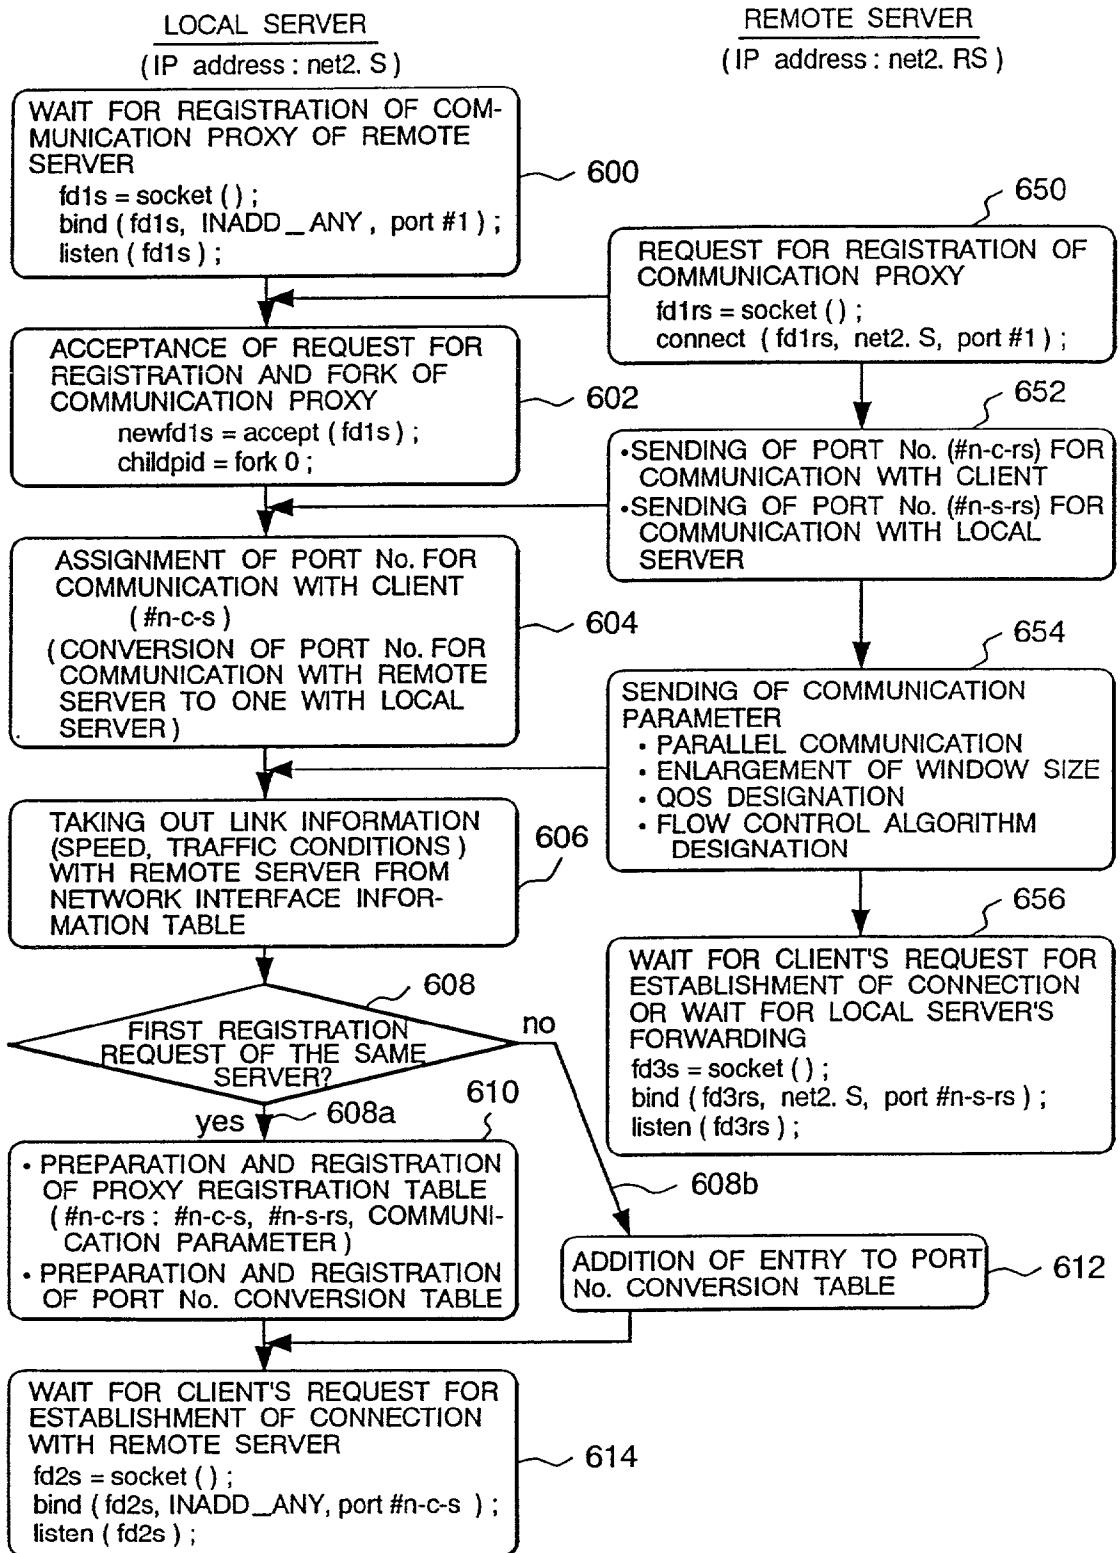 LOCAL SERVER
(IP address : net2. S)
WAIT FOR REGISTRATION OF COM-
MUNICATION PROXY OF REMOTE
SERVER
fd1s = socket ( ) ;
bind ( fd1s, INADD_ANY , port #1 ) ;
listen ( fd1s ) ;
600
ACCEPTANCE OF REQUEST FOR
REGISTRATION AND FORK OF
COMMUNICATION PROXY
newfd1s = accept ( fd1s ) ;
childpid = fork 0 ;
602
ASSIGNMENT OF PORT No. FOR
COMMUNICATION WITH CLIENT
( #n-c-s )
( CONVERSION OF PORT No. FOR
COMMUNICATION WITH REMOTE
SERVER TO ONE WITH LOCAL
SERVER )
604
TAKING OUT LINK INFORMATION
(SPEED, TRAFFIC CONDITIONS )
WITH REMOTE SERVER FROM
NETWORK INTERFACE INFOR-
MATION TABLE
606
608
FIRST REGISTRATION
REQUEST OF THE SAME
SERVER?
no
yes
608a
610
• PREPARATION AND REGISTRATION
OF PROXY REGISTRATION TABLE
( #n-c-rs : #n-c-s, #n-s-rs, COMMUNI-
CATION PARAMETER )
• PREPARATION AND REGISTRATION
OF PORT No. CONVERSION TABLE
608b
ADDITION OF ENTRY TO PORT
No. CONVERSION TABLE
612
WAIT FOR CLIENT'S REQUEST FOR
ESTABLISHMENT OF CONNECTION
WITH REMOTE SERVER
fd2s = socket ( ) ;
bind ( fd2s, INADD_ANY, port #n-c-s ) ;
listen ( fd2s ) ;
614
REMOTE SERVER
(IP address : net2. RS )
650
REQUEST FOR REGISTRATION OF
COMMUNICATION PROXY
fd1rs = socket ( ) ;
connect ( fd1rs, net2. S, port #1 ) ;
652
•SENDING OF PORT No. (#n-c-rs) FOR
COMMUNICATION WITH CLIENT
•SENDING OF PORT No. (#n-s-rs) FOR
COMMUNICATION WITH LOCAL
SERVER
654
SENDING OF COMMUNICATION
PARAMETER
• PARALLEL COMMUNICATION
• ENLARGEMENT OF WINDOW SIZE
• QOS DESIGNATION
• FLOW CONTROL ALGORITHM
DESIGNATION
656
WAIT FOR CLIENT'S REQUEST FOR
ESTABLISHMENT OF CONNECTION
OR WAIT FOR LOCAL SERVER'S
FORWARDING
fd3s = socket ( ) ;
bind ( fd3rs, net2. S, port #n-s-rs ) ;
listen ( fd3rs ) ;